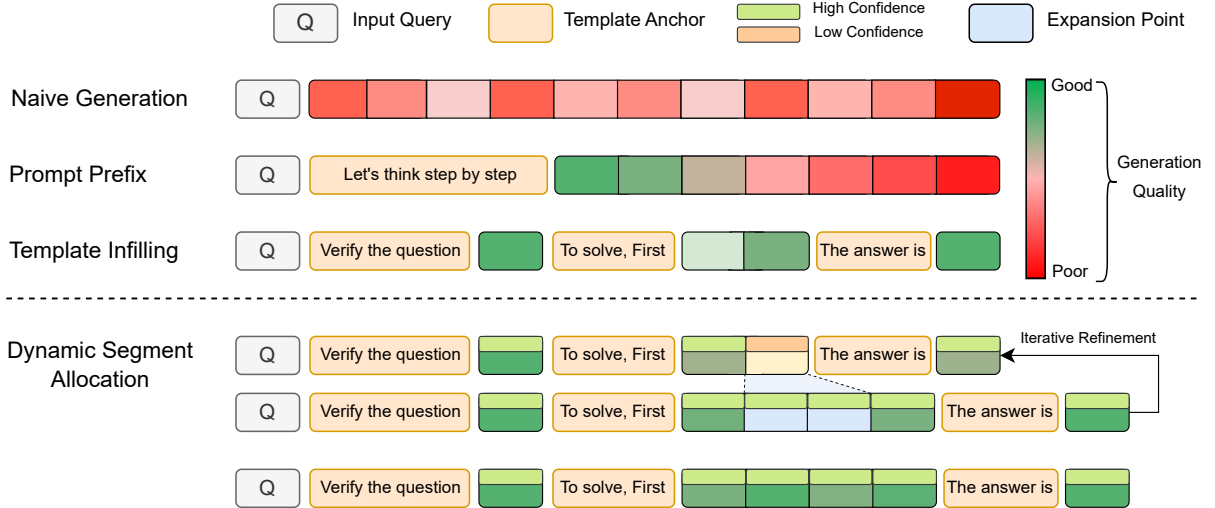 Q Input Query
Template Anchor
High Confidence
Low Confidence
Expansion Point
Naive Generation
Q
Good
Prompt Prefix
Q
Let's think step by step
Generation
Quality
Template Infilling
Q
Verify the question
To solve, First
The answer is
Poor
Dynamic Segment
Allocation
Q
Verify the question
To solve, First
The answer is
Iterative Refinement
Q
Verify the question
To solve, First
The answer is
Q
Verify the question
To solve, First
The answer is